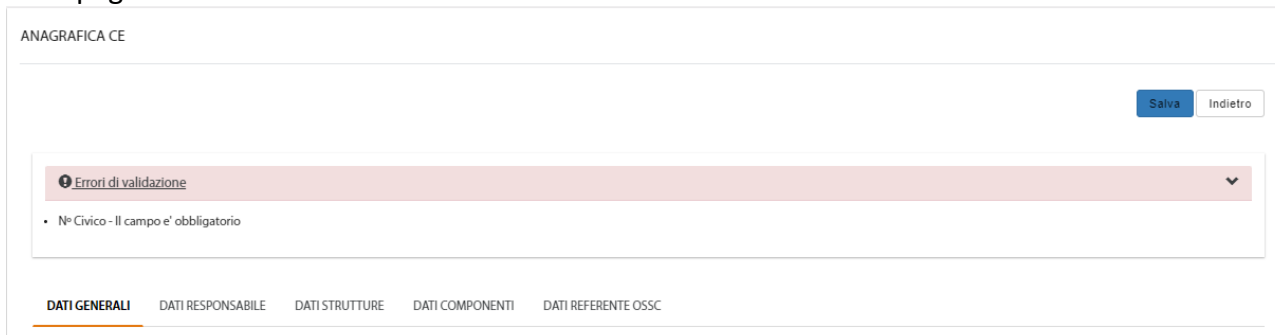 ANAGRAFICA CE
Salva Indietro
Errori di validazione
• Nº Civico - Il campo e' obbligatorio
DATI GENERALI DATI RESPONSABILE DATI STRUTTURE DATI COMPONENTI DATI REFERENTE OSSC